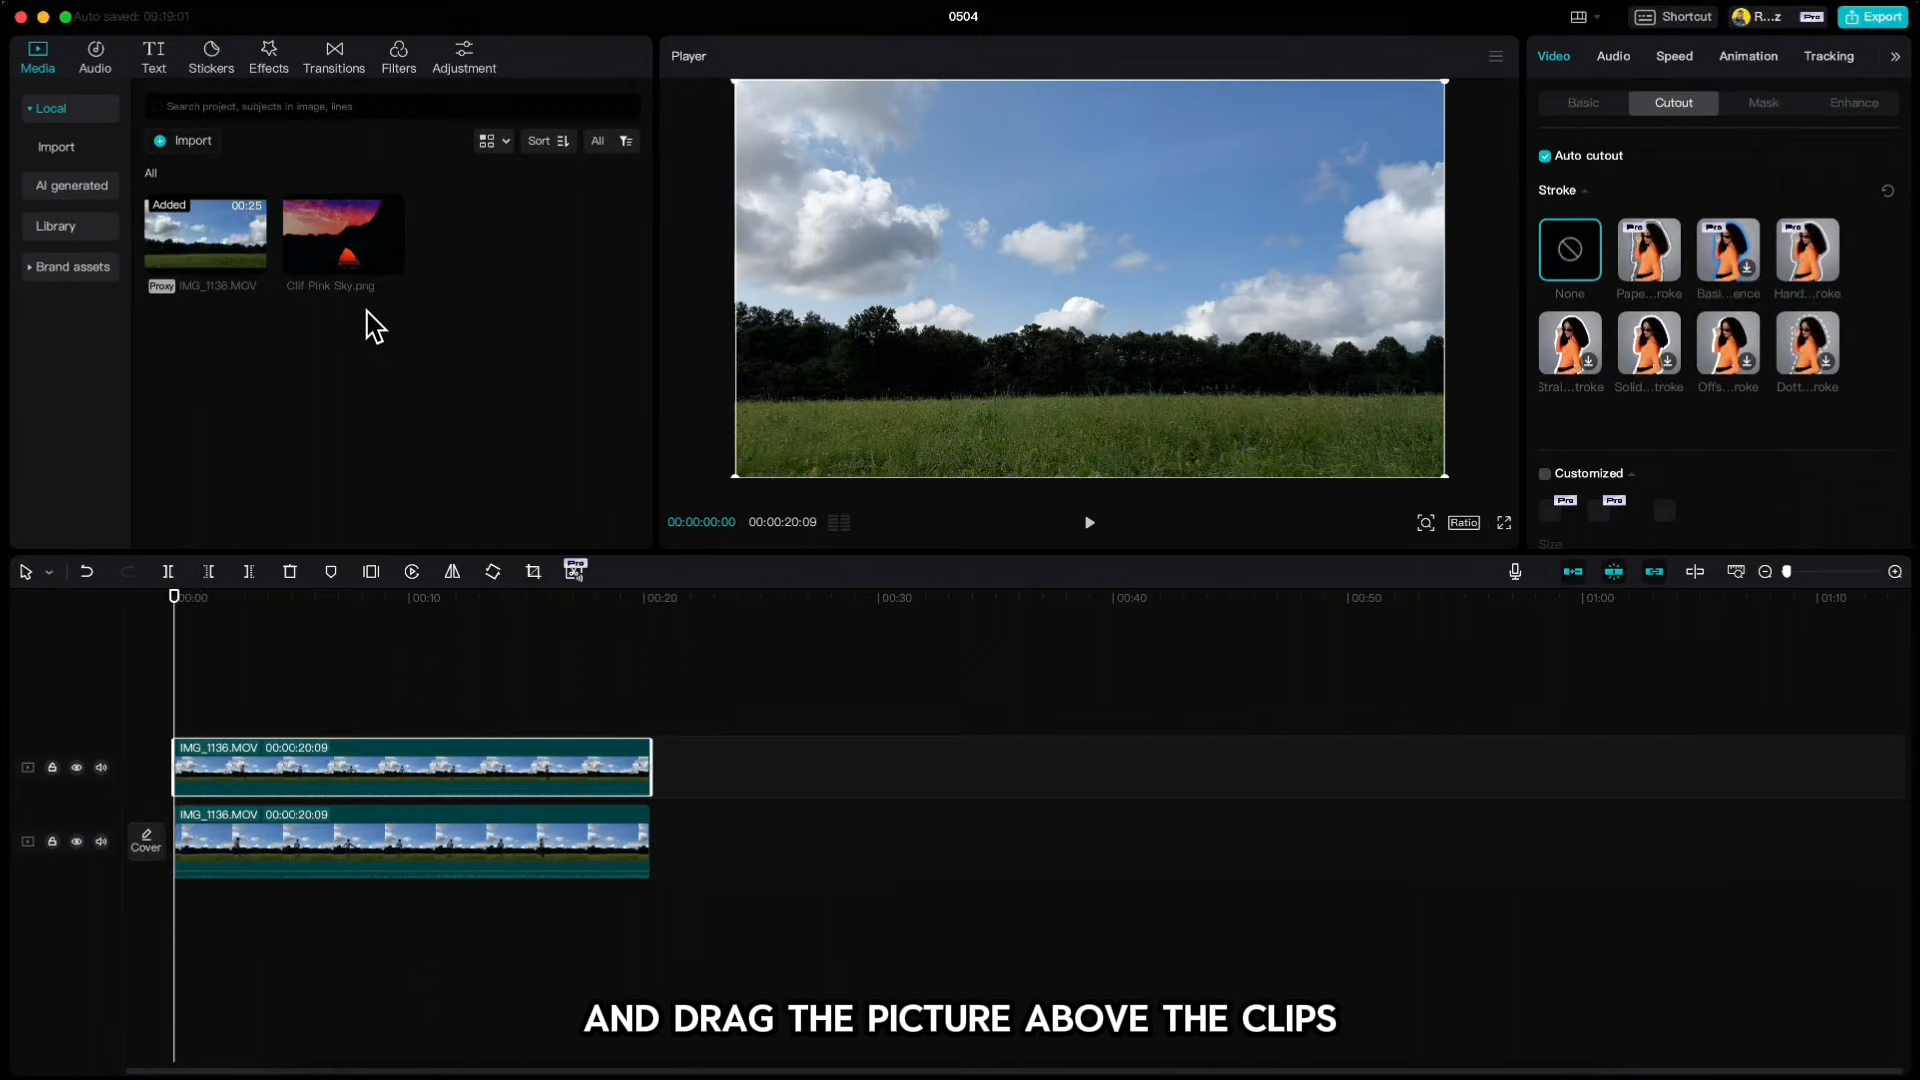 Auto saved: 09:19:01
0504
Shortcut
R...z
Pro
Export
Media
Audio
Text
Stickers
Effects
Transitions
Filters
Adjustment
Local
Import
AI generated
Library
Brand assets
Search project, subjects in image, lines
Import
Sort
All
All
Added
00:25
Proxy IMG_1136.MOV
Clif Pink Sky.png
Player
00:00:00:00
00:00:20:09
Ratio
Video
Audio
Speed
Animation
Tracking
Basic
Cutout
Mask
Enhance
Auto cutout
Stroke
Pro
Pro
Pro
None
Pape...roke
Basi...ence
Hand...roke
Strai...troke
Solid...troke
Offs...roke
Dott...roke
Customized
Pro
Pro
Size
Pro
00:00
00:10
00:20
00:30
00:40
00:50
01:00
01:10
IMG_1136.MOV 00:00:20:09
IMG_1136.MOV 00:00:20:09
Cover
AND DRAG THE PICTURE ABOVE THE CLIPS